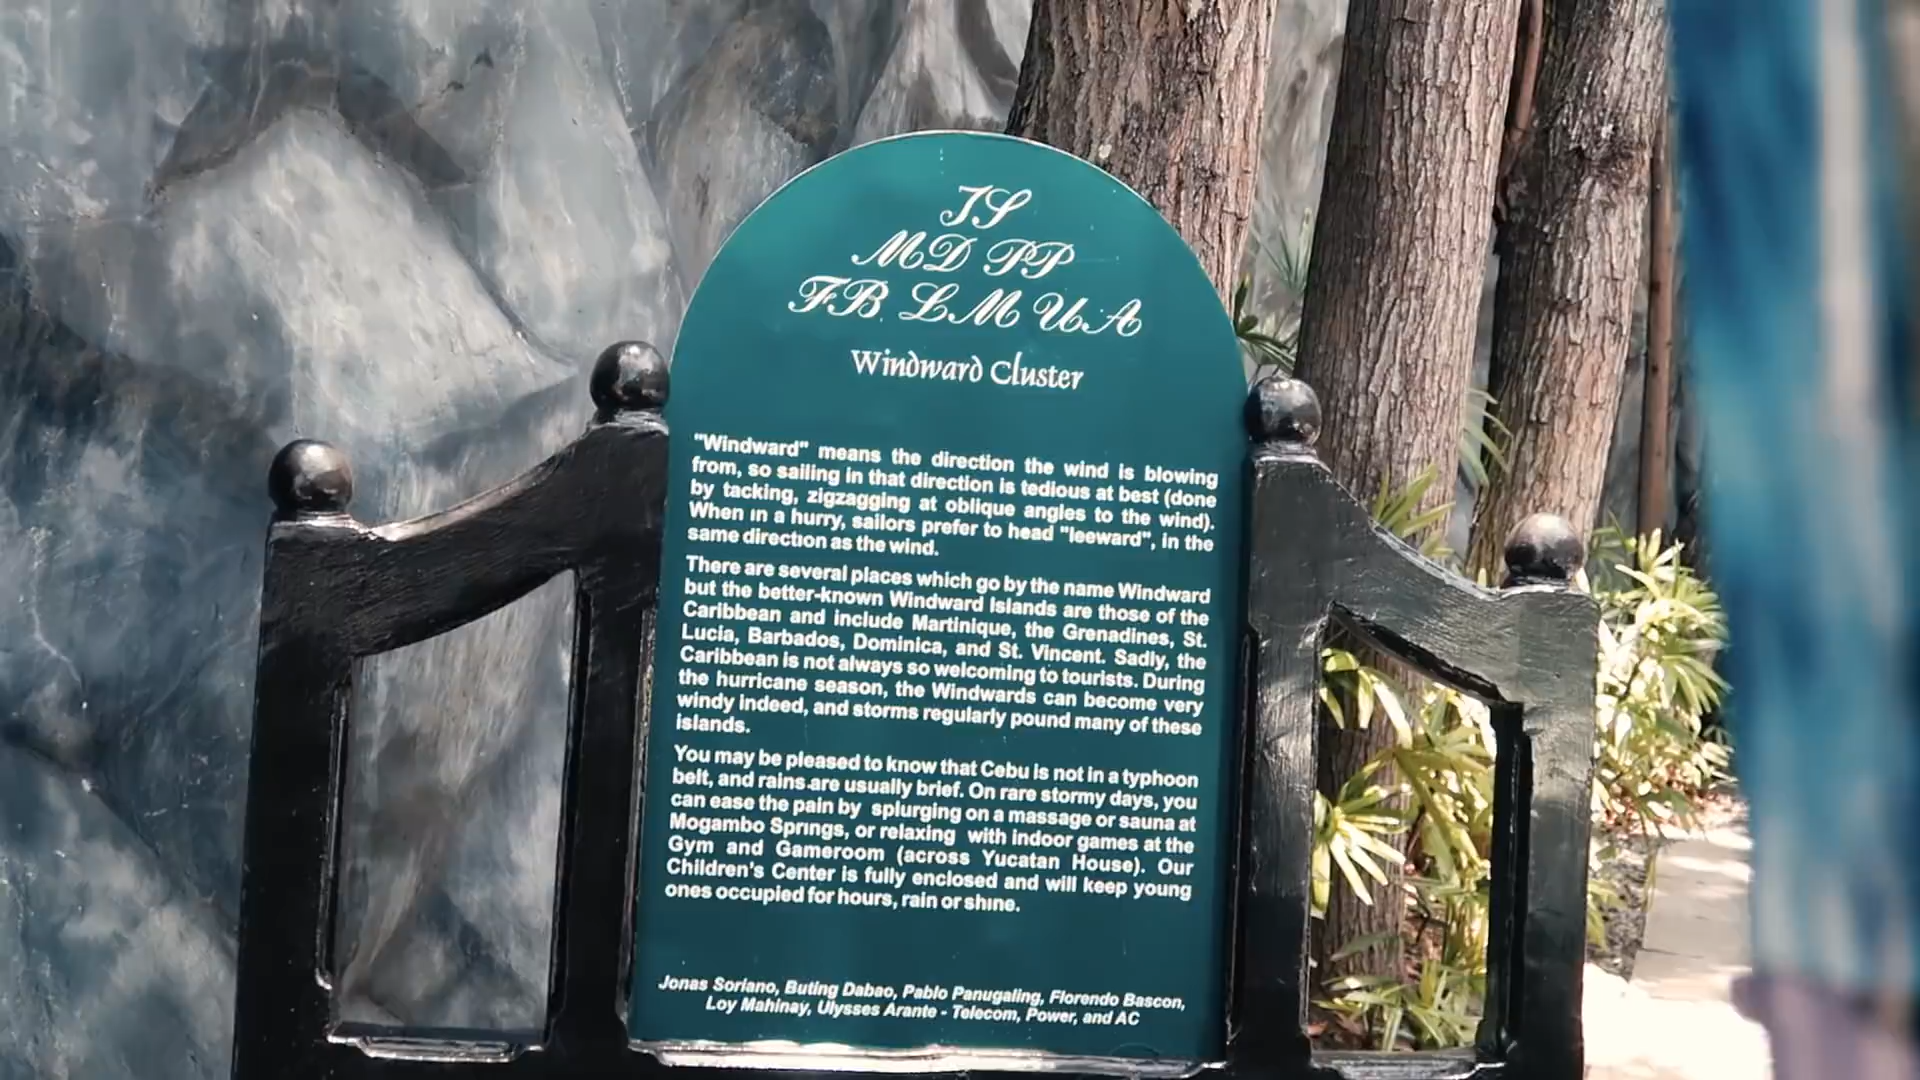 JS
MD PP
FB LM UA
Windward Cluster
"Windward" means the direction the wind is blowing
from, so sailing in that direction is tedious at best (done
by tacking, zigzagging at oblique angles to the wind).
When in a hurry, sailors prefer to head "leeward", in the
same direction as the wind.
There are several places which go by the name Windward
but the better-known Windward Islands are those of the
Caribbean and include Martinique, the Grenadines, St.
Lucia, Barbados, Dominica, and St. Vincent. Sadly, the
Caribbean is not always so welcoming to tourists. During
the hurricane season, the Windwards can become very
windy indeed, and storms regularly pound many of these
islands.
You may be pleased to know that Cebu is not in a typhoon
belt, and rains are usually brief. On rare stormy days, you
can ease the pain by splurging on a massage or sauna at
Mogambo Springs, or relaxing with indoor games at the
Gym and Gameroom (across Yucatan House). Our
Children's Center is fully enclosed and will keep young
ones occupied for hours, rain or shine.
Jonas Soriano, Buting Dabao, Pablo Panugaling, Florendo Bascon,
Loy Mahinay, Ulysses Arante - Telecom, Power, and AC